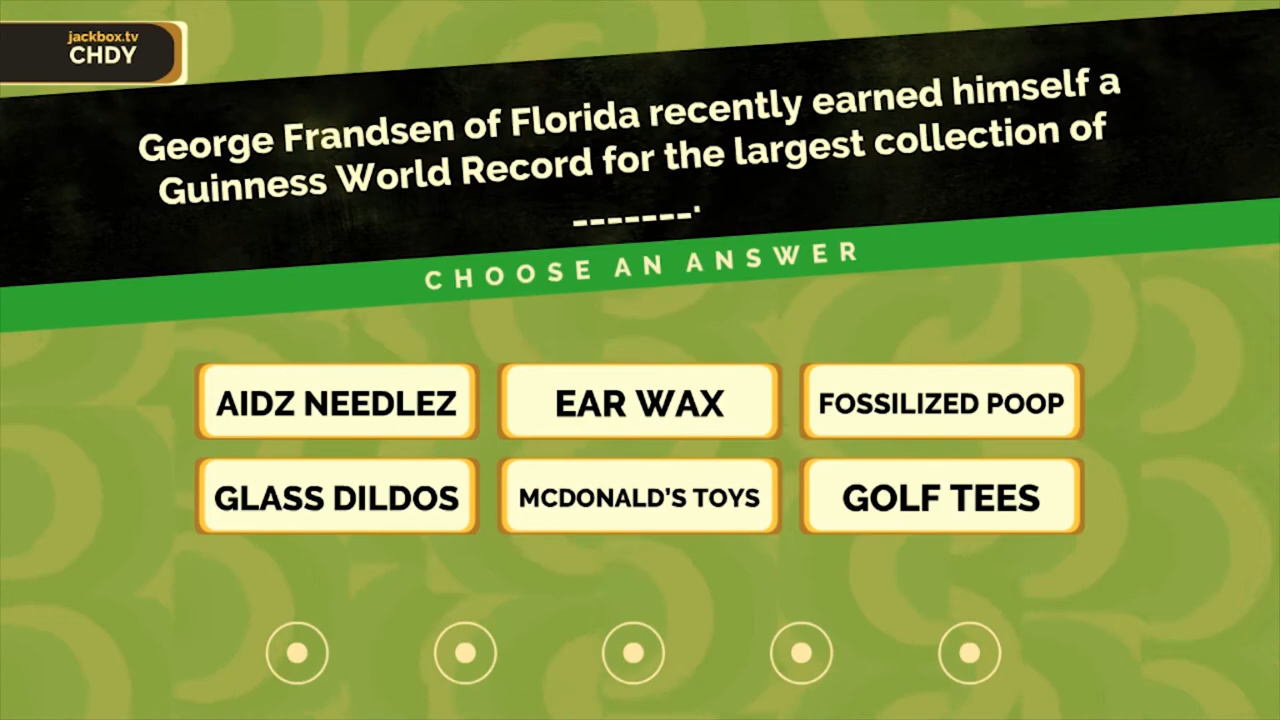 jackbox.tv
CHDY
George Frandsen of Florida recently earned himself a
Guinness World Record for the largest collection of
_______.
CHOOSE AN ANSWER
AIDZ NEEDLEZ
EAR WAX
FOSSILIZED POOP
GLASS DILDOS
MCDONALD'S TOYS
GOLF TEES